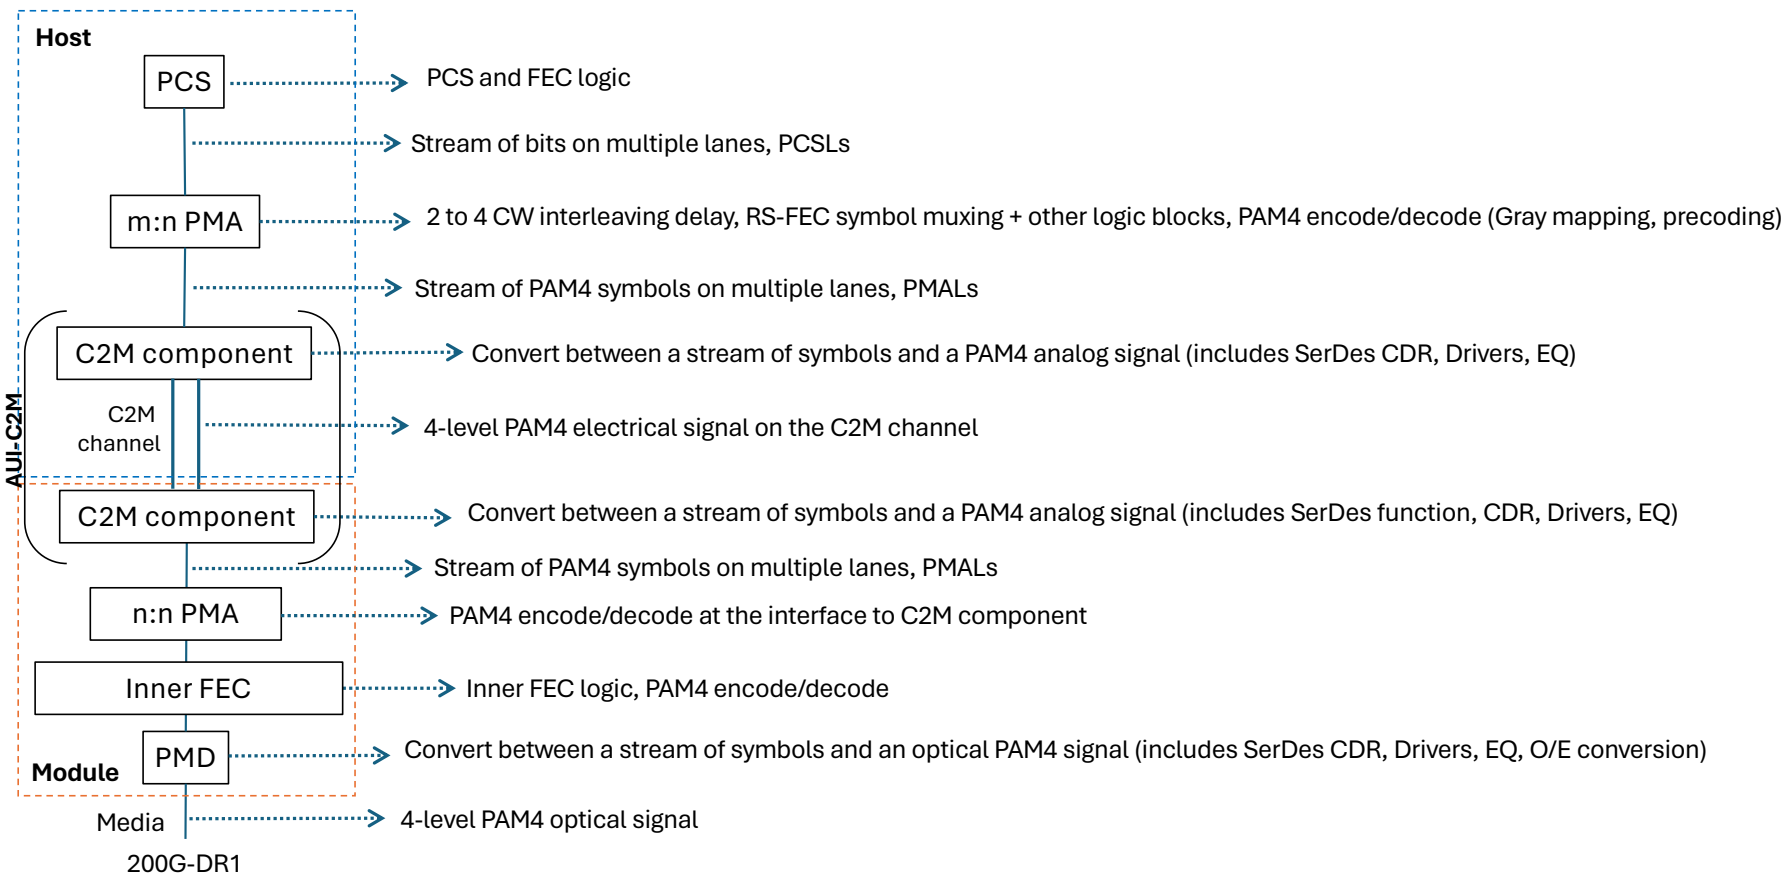 Host
PCS
PCS and FEC logic
Stream of bits on multiple lanes, PCSLs
m:n PMA
2 to 4 CW interleaving delay, RS-FEC symbol muxing + other logic blocks, PAM4 encode/decode (Gray mapping, precoding)
Stream of PAM4 symbols on multiple lanes, PMALs
C2M component
Convert between a stream of symbols and a PAM4 analog signal (includes SerDes CDR, Drivers, EQ)
AUI-C2M
C2M
channel
4-level PAM4 electrical signal on the C2M channel
C2M component
Convert between a stream of symbols and a PAM4 analog signal (includes SerDes function, CDR, Drivers, EQ)
Stream of PAM4 symbols on multiple lanes, PMALs
n:n PMA
PAM4 encode/decode at the interface to C2M component
Inner FEC
Inner FEC logic, PAM4 encode/decode
PMD
Convert between a stream of symbols and an optical PAM4 signal (includes SerDes CDR, Drivers, EQ, O/E conversion)
Module
Media
4-level PAM4 optical signal
200G-DR1